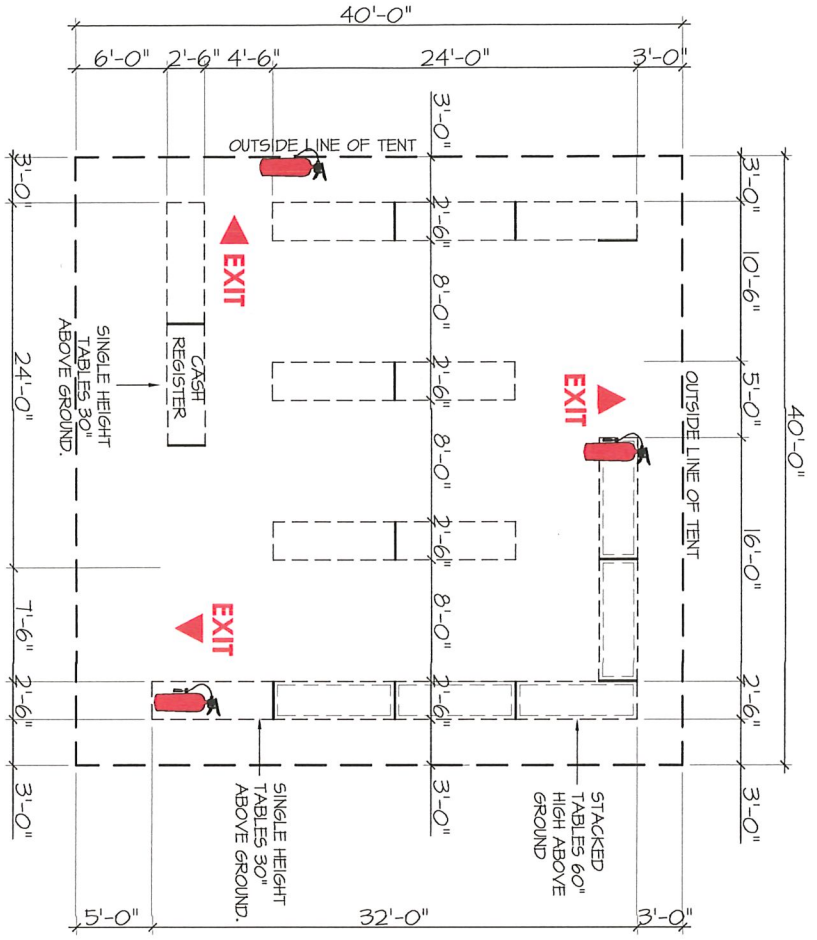 40'-0"
6'-0"
2'-6"
4'-6"
24'-0"
3'-0"
OUTSIDE LINE OF TENT
3'-0"
2'-6"
8'-0"
2'-6"
8'-0"
2'-6"
8'-0"
2'-6"
3'-0"
3'-0"
10'-6"
5'-0"
16'-0"
2'-6"
3'-0"
40'-0"
OUTSIDE LINE OF TENT
3'-0"
24'-0"
7'-6"
2'-6"
3'-0"
EXIT
EXIT
EXIT
CASH
REGISTER
SINGLE HEIGHT
TABLES 30"
ABOVE GROUND.
SINGLE HEIGHT
TABLES 30"
ABOVE GROUND.
STACKED
TABLES 60"
HIGH ABOVE
GROUND
5'-0"
32'-0"
3'-0"